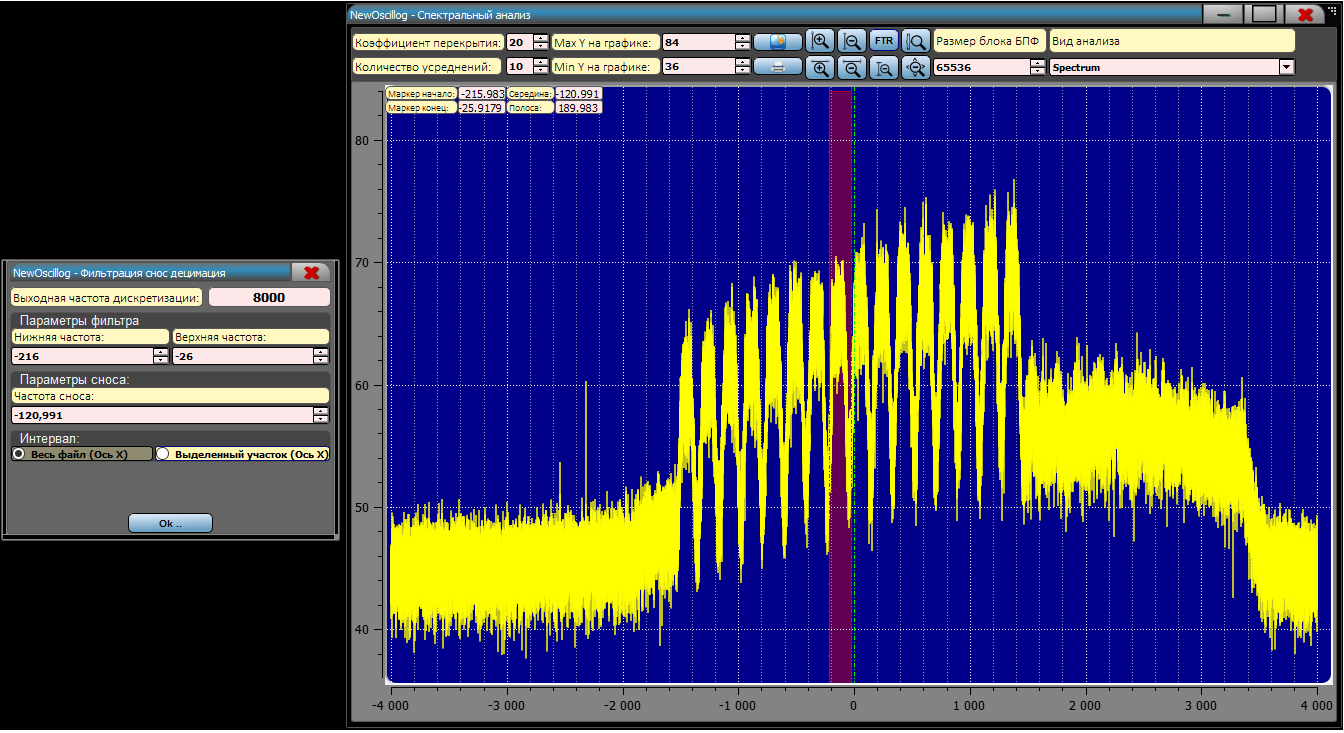 NewOscillog - Спектральный анализ
Коэффициент перекрытия: 20 Max Y на графике: 84 FTR Размер блока БПФ Вид анализа
Количество усреднений: 10 Min Y на графике: 36 65536 Spectrum
Маркер начало: -215.983 Середина: -120.991
Маркер конец: -25.9179 Полоса: 189.983
80
70
60
50
40
-4 000 -3 000 -2 000 -1 000 0 1 000 2 000 3 000 4 000
NewOscillog - Фильтрация снос децимация
Выходная частота дискретизации: 8000
Параметры фильтра
Нижняя частота: Верхняя частота:
-216 -26
Параметры сноса:
Частота сноса:
-120,991
Интервал:
Весь файл (Ось X) Выделенный участок (Ось X)
Ok ..